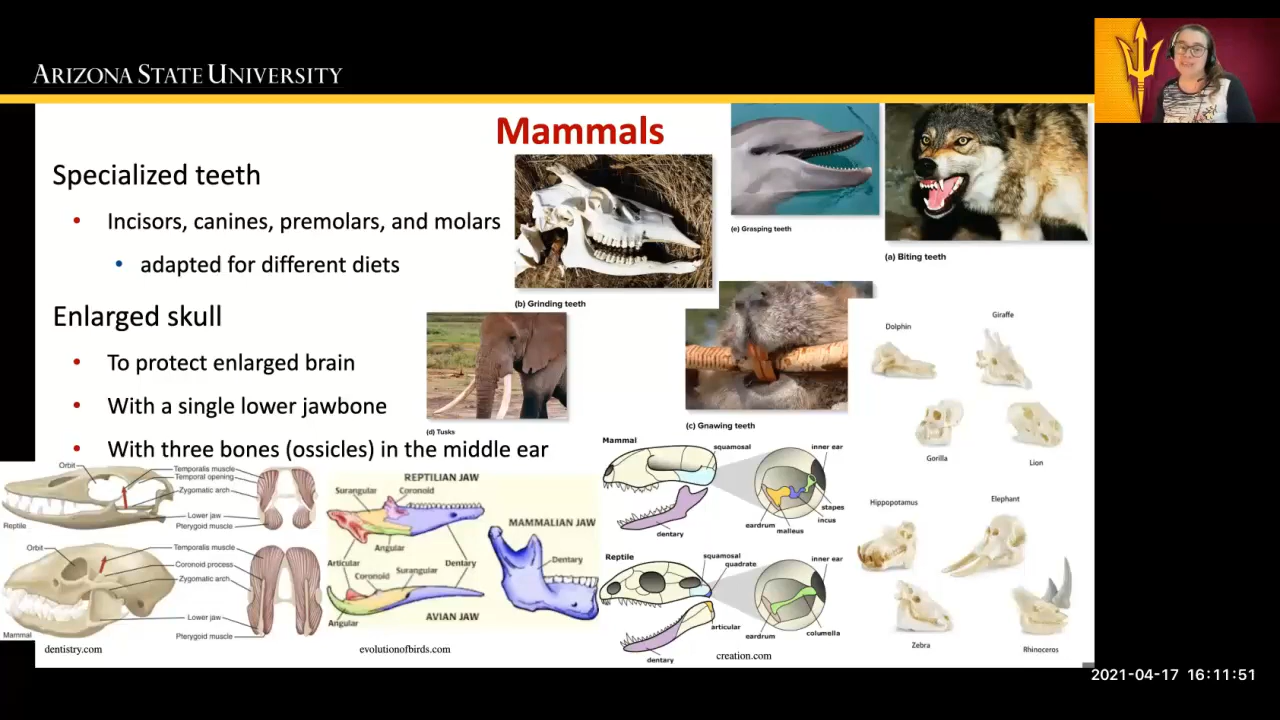 ARIZONA STATE UNIVERSITY
Mammals
Specialized teeth
• Incisors, canines, premolars, and molars
• adapted for different diets
Enlarged skull
• To protect enlarged brain
• With a single lower jawbone
• With three bones (ossicles) in the middle ear
(b) Grinding teeth
(e) Grasping teeth
(a) Biting teeth
(d) Tusks
(c) Gnawing teeth
Dolphin
Giraffe
Gorilla
Lion
Hippopotamus
Elephant
Zebra
Rhinoceros
Orbit
Temporalis muscle
Temporal opening
Zygomatic arch
Lower jaw
Pterygoid muscle
Reptile
Orbit
Temporalis muscle
Coronoid process
Zygomatic arch
Lower jaw
Pterygoid muscle
Mammal
dentistry.com
REPTILIAN JAW
Surangular
Coronoid
Angular
Articular
Dentary
Coronoid
Surangular
Angular
AVIAN JAW
MAMMALIAN JAW
Dentary
evolutionofbirds.com
Mammal
squamosal
inner ear
stapes
incus
malleus
eardrum
dentary
Reptile
squamosal
quadrate
inner ear
articular
eardrum
columella
dentary
creation.com
2021-04-17 16:11:51